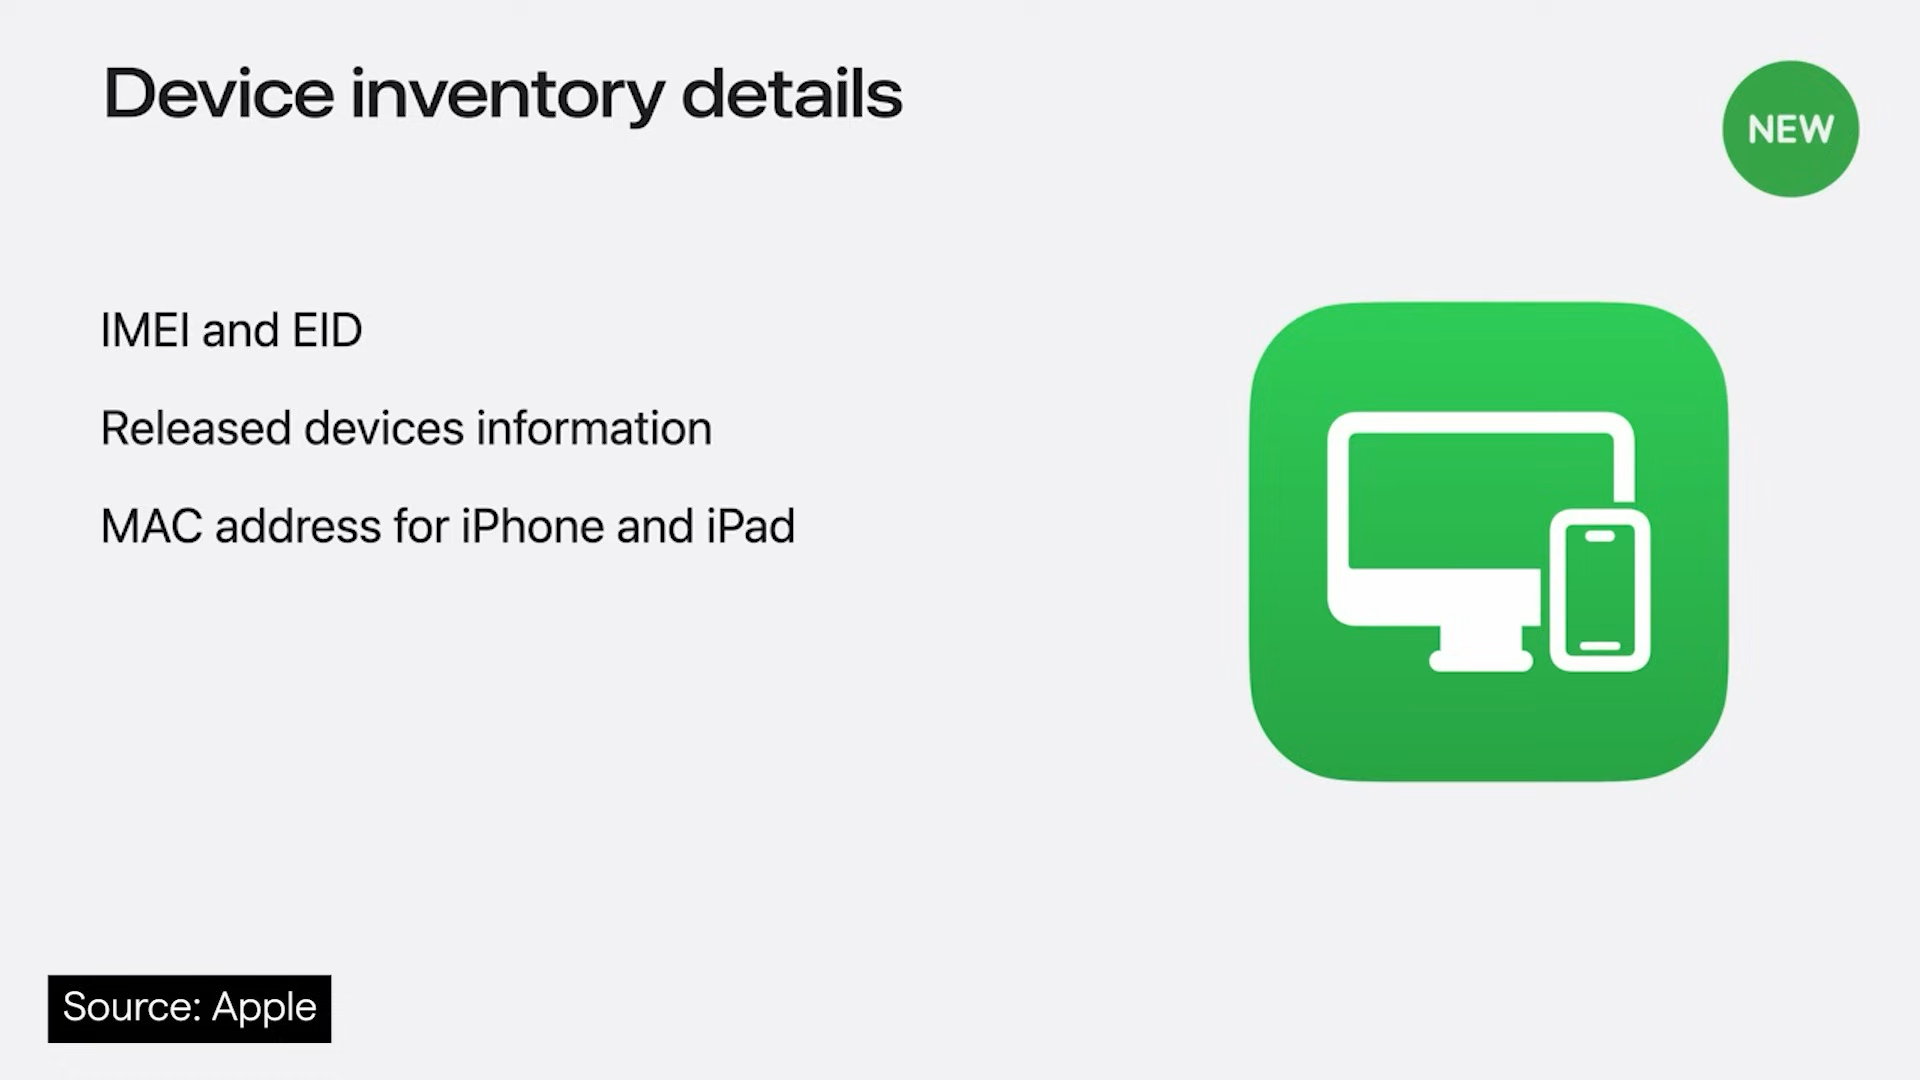 Device inventory details
NEW
IMEI and EID
Released devices information
MAC address for iPhone and iPad
Source: Apple